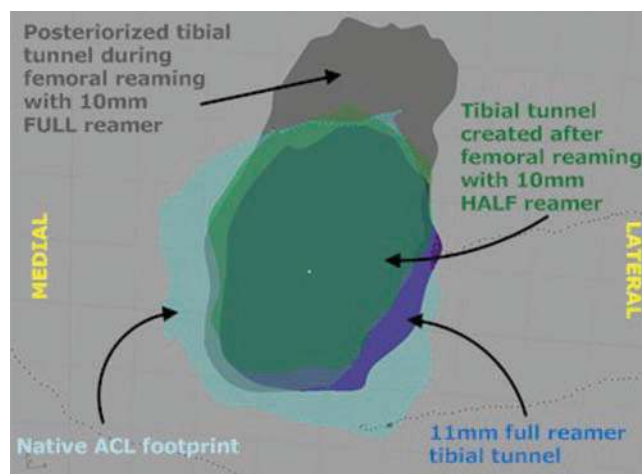 Posteriorized tibial
tunnel during
femoral reaming
with 10mm
FULL reamer
Tibial tunnel
created after
femoral reaming
with 10mm
HALF reamer
MEDIAL
LATERAL
Native ACL footprint
11mm full reamer
tibial tunnel